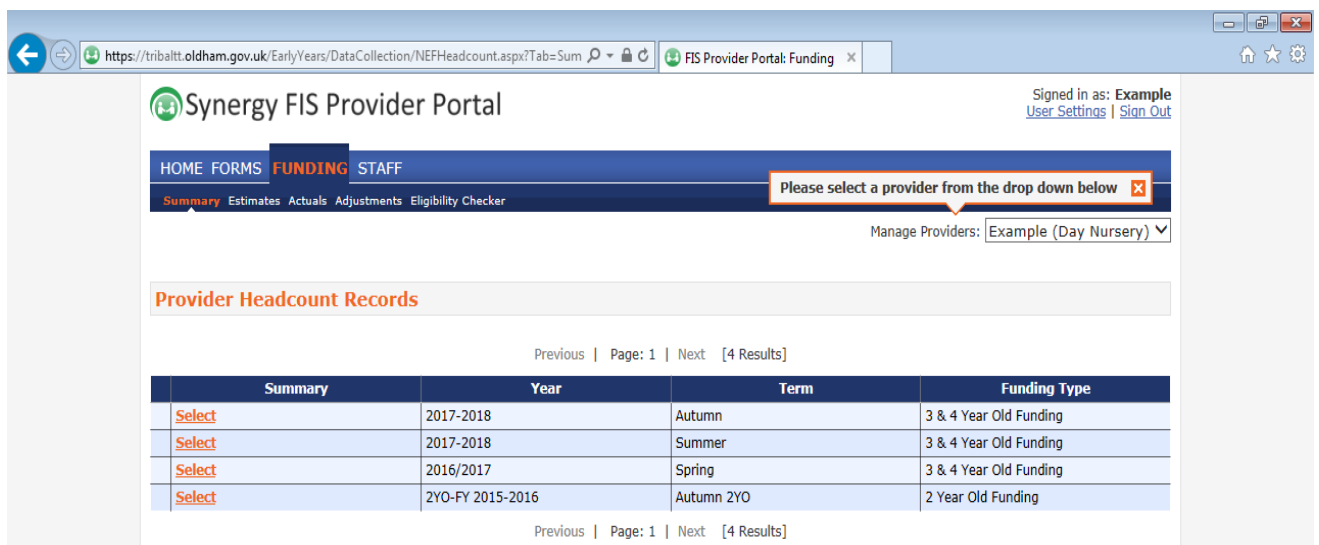 https://tribaltt.oldham.gov.uk/EarlyYears/DataCollection/NEFHeadcount.aspx?Tab=Sum
FIS Provider Portal: Funding
Synergy FIS Provider Portal
Signed in as: Example
User Settings | Sign Out
HOME FORMS FUNDING STAFF
Please select a provider from the drop down below
Summary Estimates Actuals Adjustments Eligibility Checker
Manage Providers: Example (Day Nursery)
Provider Headcount Records
Previous | Page: 1 | Next [4 Results]
Summary Year Term Funding Type
Select 2017-2018 Autumn 3 & 4 Year Old Funding
Select 2017-2018 Summer 3 & 4 Year Old Funding
Select 2016/2017 Spring 3 & 4 Year Old Funding
Select 2YO-FY 2015-2016 Autumn 2YO 2 Year Old Funding
Previous | Page: 1 | Next [4 Results]